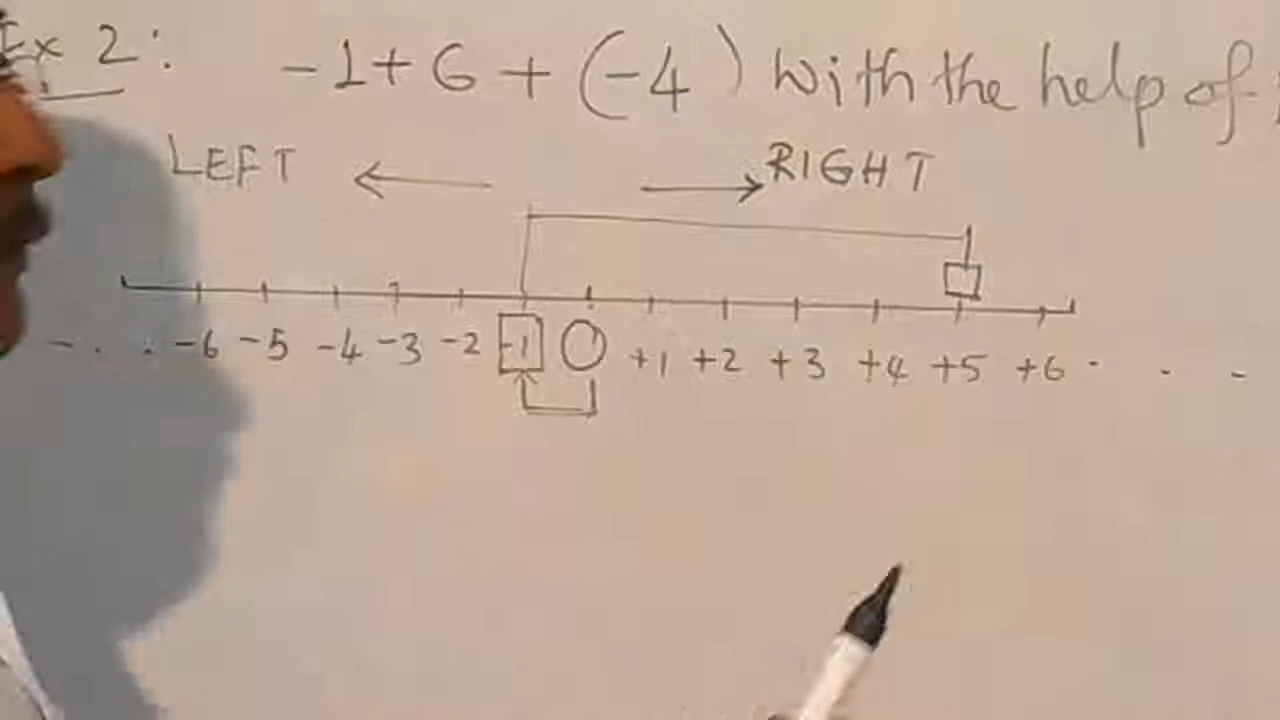 Ex 2: -1+6+(-4) with the help of
LEFT ← → RIGHT
-. . -6 -5 -4 -3 -2 -1 0 +1 +2 +3 +4 +5 +6 . . -